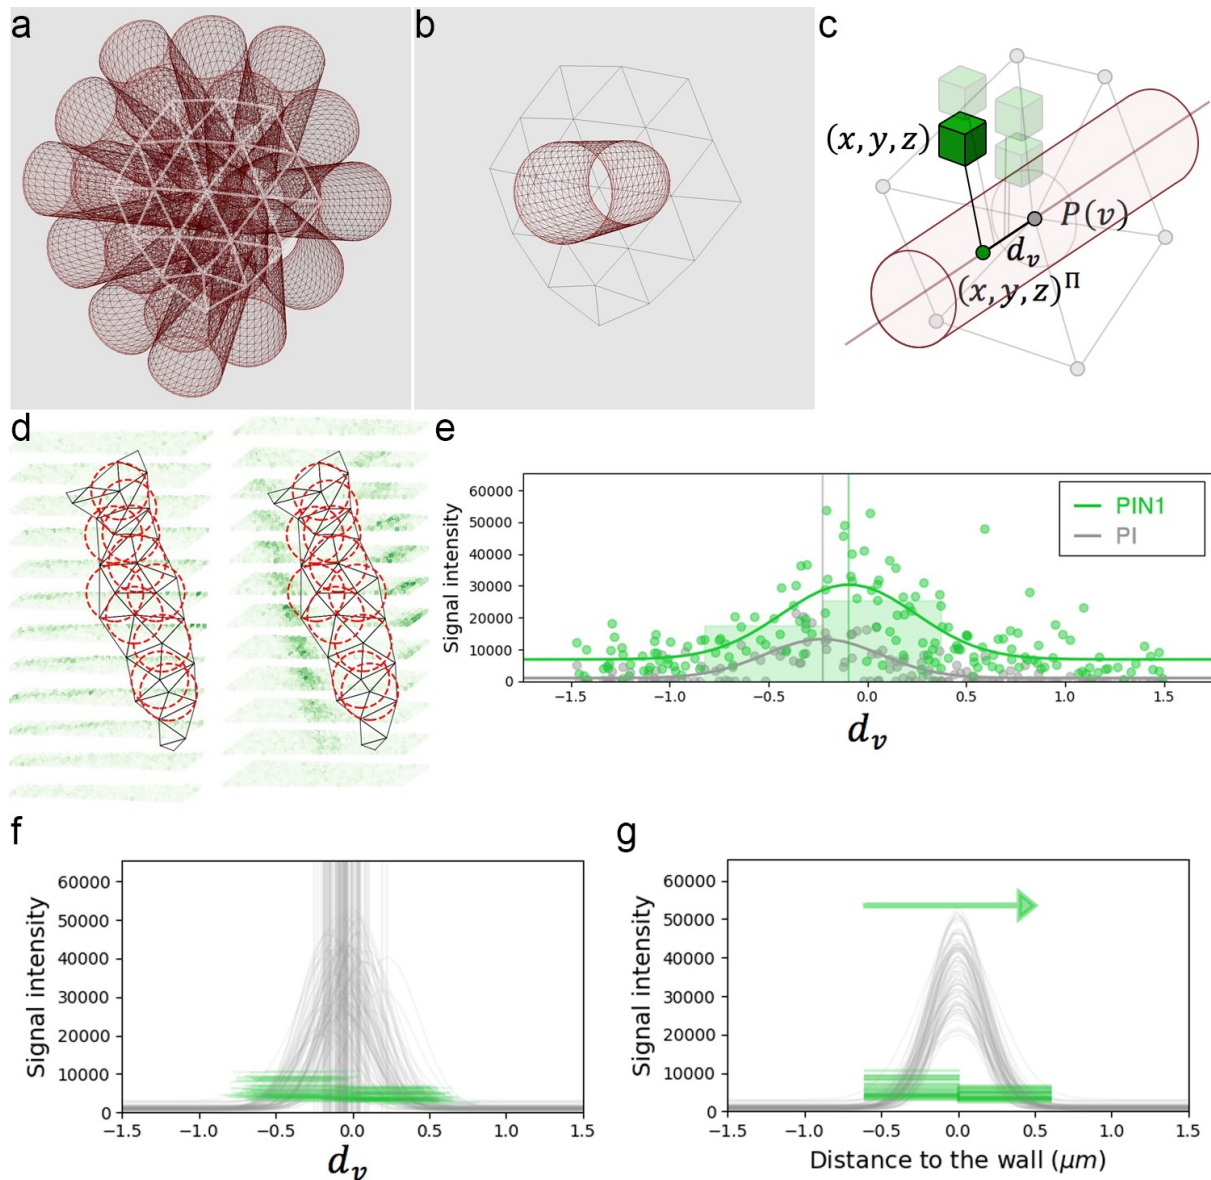 a
b
c
(x, y, z)
P(v)
d_v
(x, y, z)^Π
d
e
Signal intensity
60000
50000
40000
30000
20000
10000
0
PIN1
PI
−1.5
−1.0
−0.5
0.0
0.5
1.0
1.5
d_v
f
Signal intensity
60000
50000
40000
30000
20000
10000
0
−1.5
−1.0
−0.5
0.0
0.5
1.0
1.5
d_v
g
Signal intensity
60000
50000
40000
30000
20000
10000
0
−1.5
−1.0
−0.5
0.0
0.5
1.0
1.5
Distance to the wall (μm)